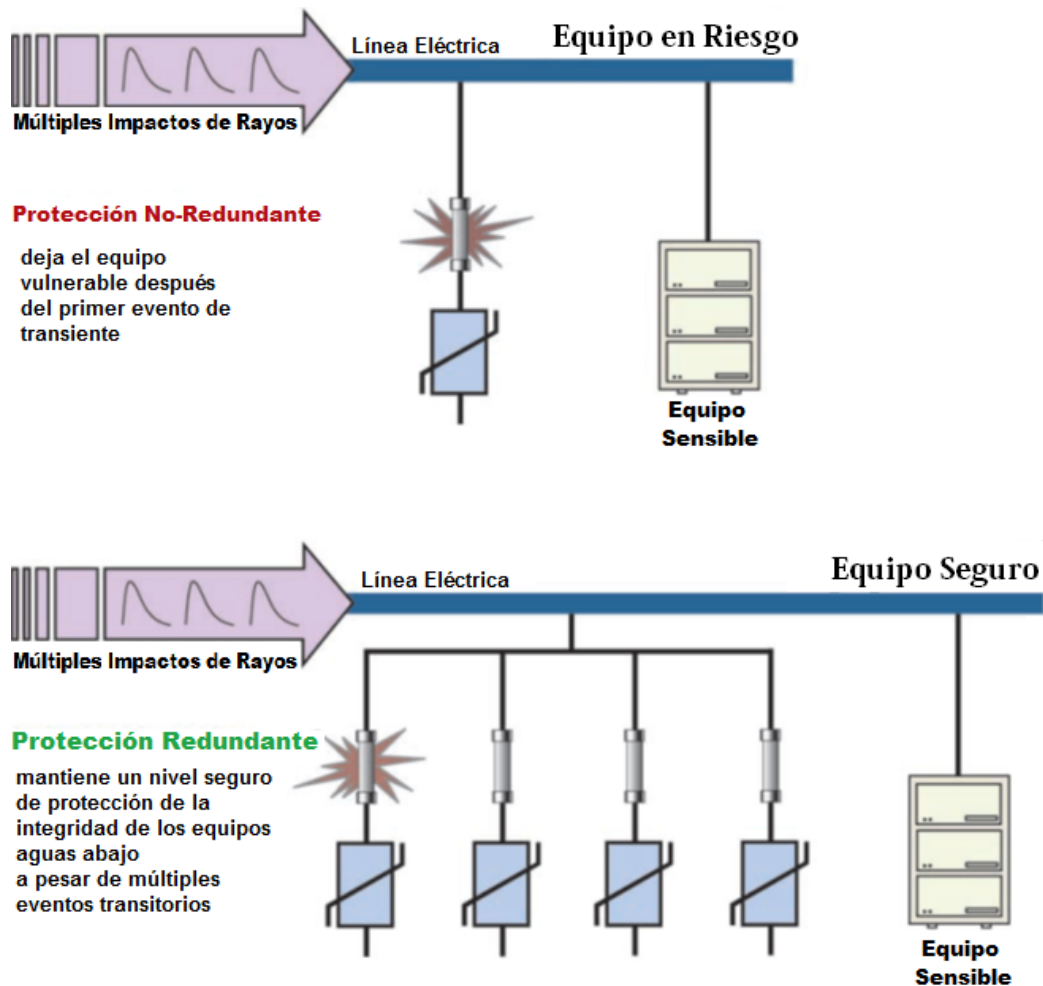 Línea Eléctrica
Equipo en Riesgo
Múltiples Impactos de Rayos
Protección No-Redundante
deja el equipo
vulnerable después
del primer evento de
transiente
Equipo
Sensible
Línea Eléctrica
Equipo Seguro
Múltiples Impactos de Rayos
Protección Redundante
mantiene un nivel seguro
de protección de la
integridad de los equipos
aguas abajo
a pesar de múltiples
eventos transitorios
Equipo
Sensible